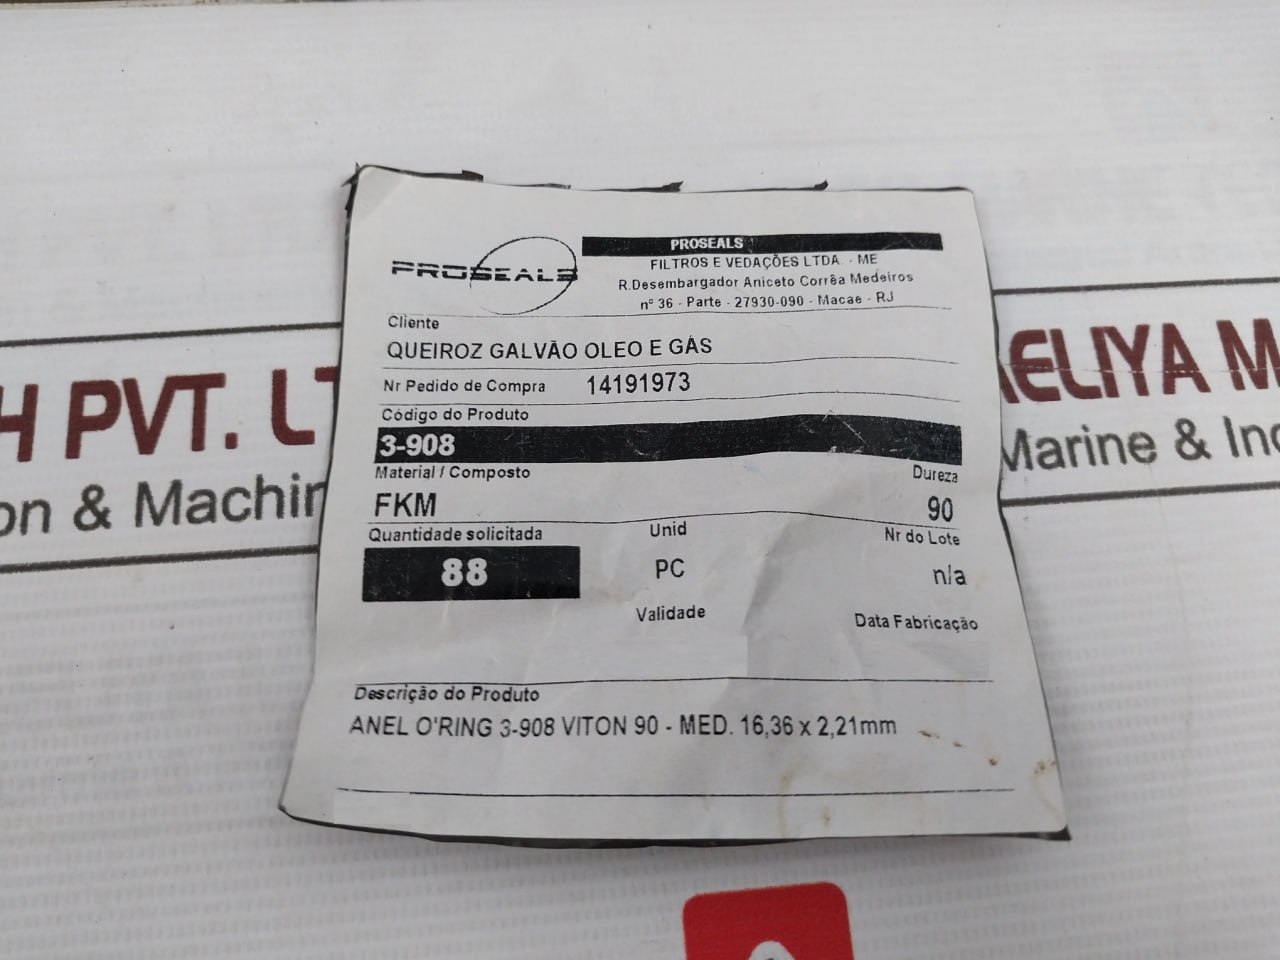 PROSEALS
PROSEALS
FILTROS E VEDAÇÕES LTDA. - ME
R.Desembargador Aniceto Corrêa Medeiros
nº 36 - Parte - 27930-090 - Macae - RJ
Cliente
QUEIROZ GALVÃO OLEO E GÁS
Nr Pedido de Compra 14191973
Código do Produto
3-908
Material / Composto Dureza
FKM 90
Quantidade solicitada Unid Nr do Lote
88 PC n/a
Validade Data Fabricação
Descrição do Produto
ANEL O'RING 3-908 VITON 90 - MED. 16,36 x 2,21mm
H PVT. LT
on & Machin
AELIYA M
Marine & Ind